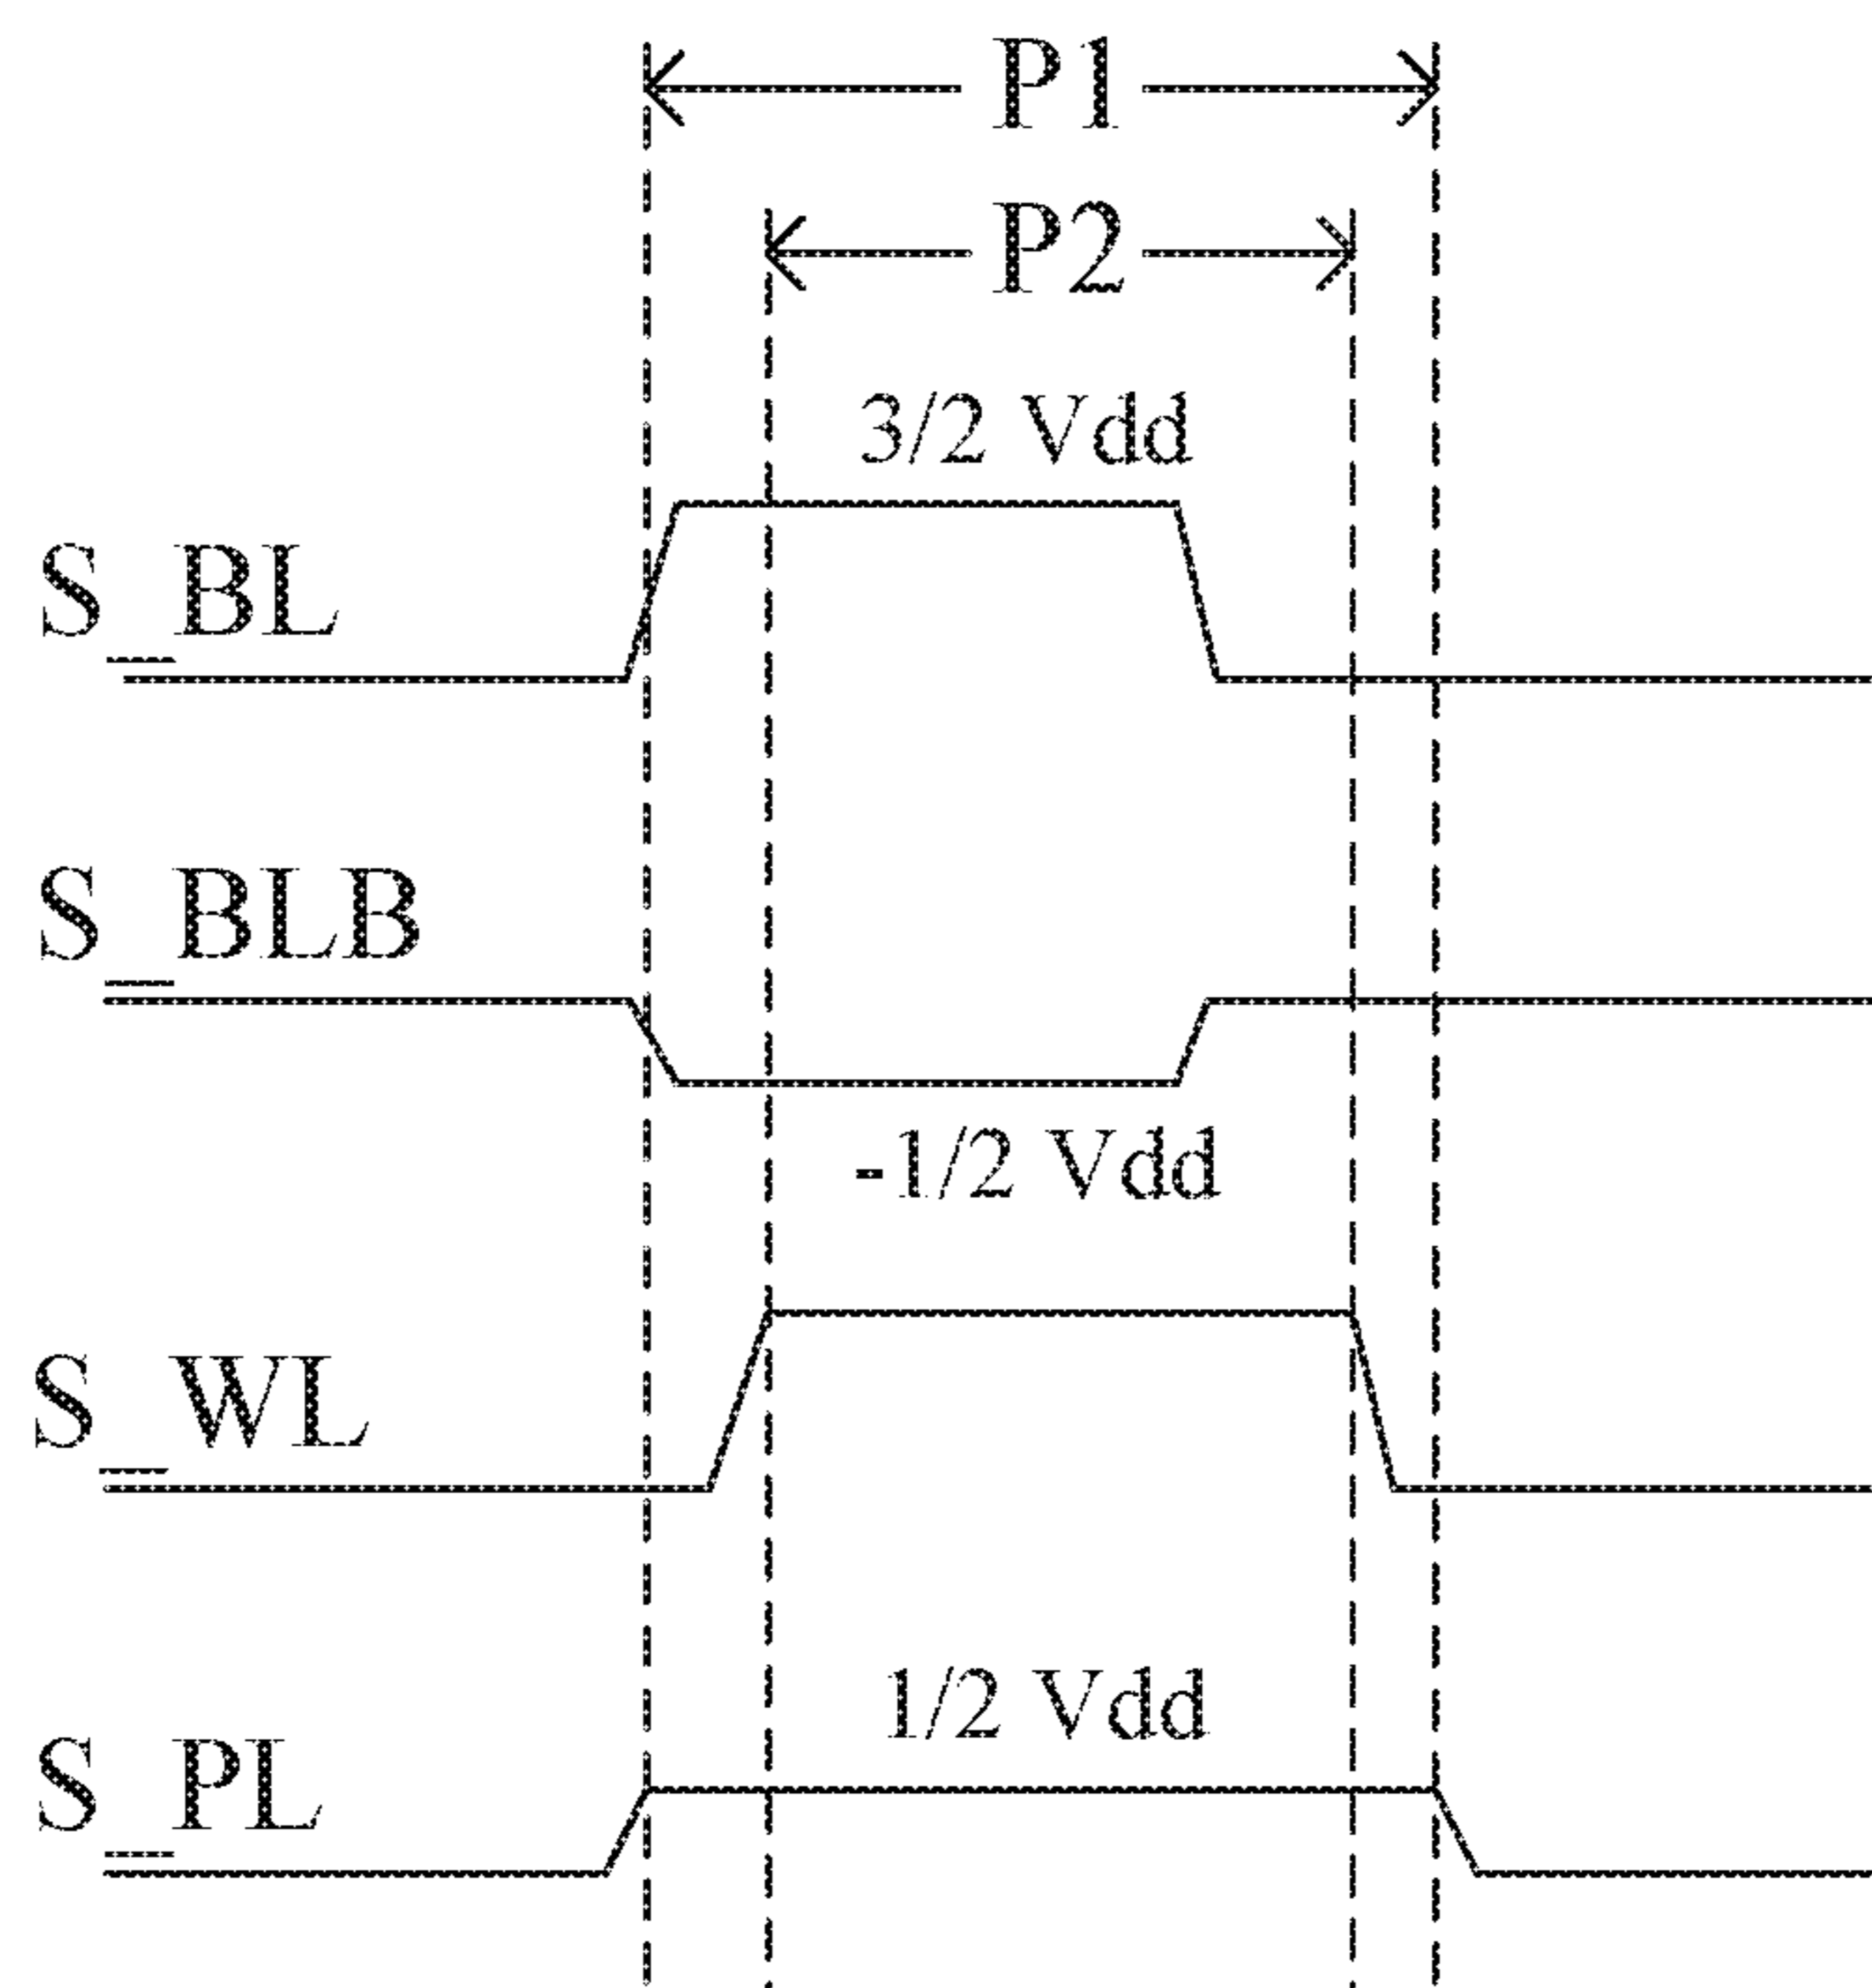 P1
P2
3/2 Vdd
S_BL
S_BLB
-1/2 Vdd
S_WL
1/2 Vdd
S_PL